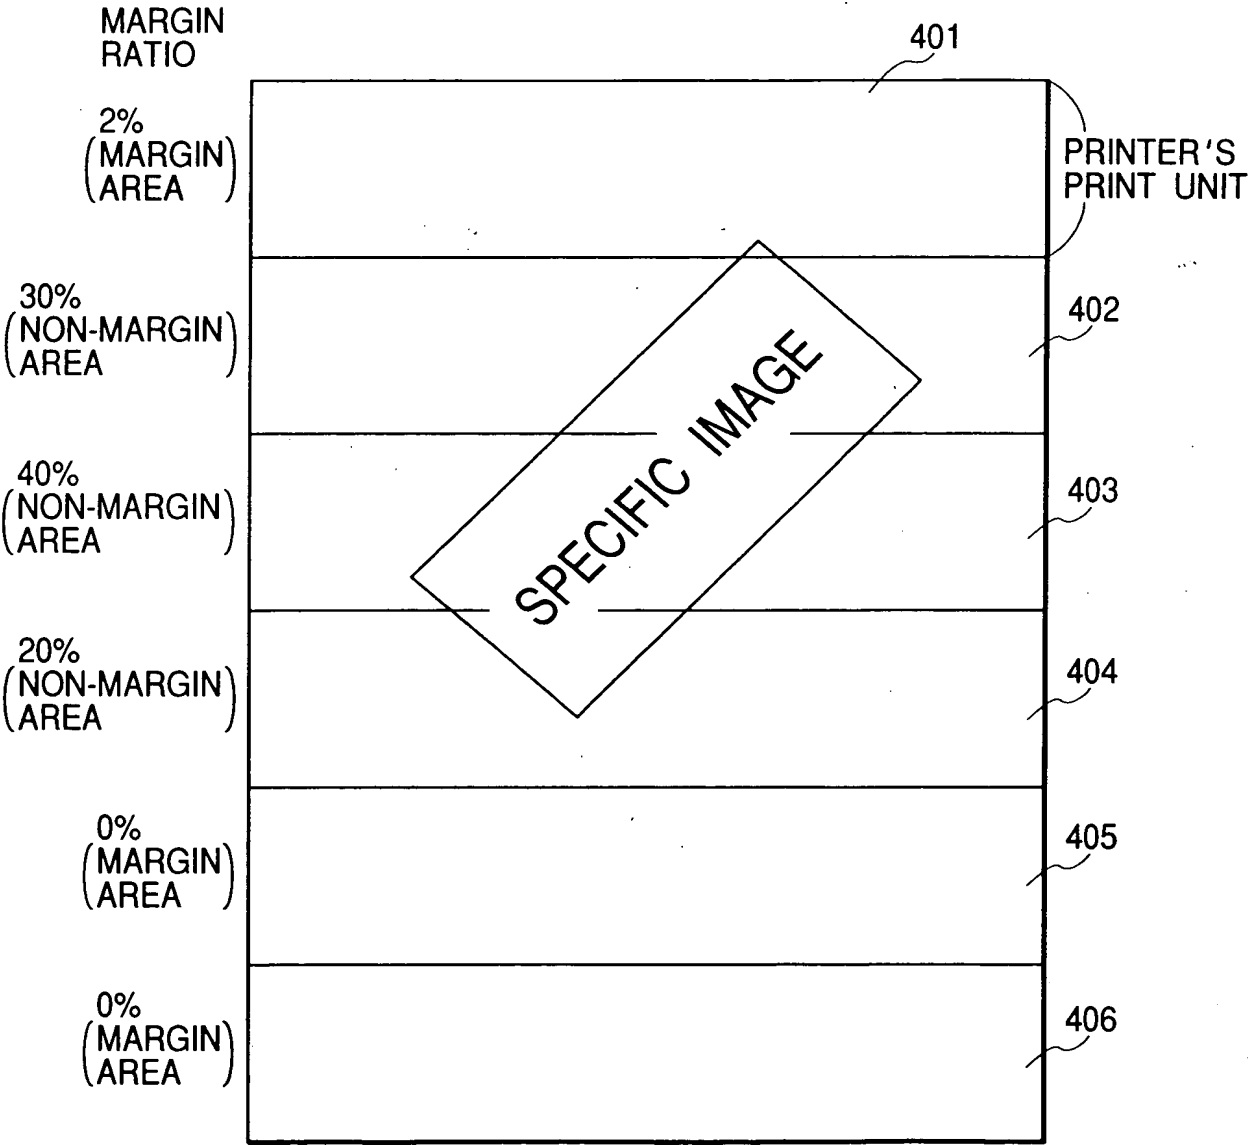 MARGIN
RATIO
401
2%
(MARGIN
AREA)
PRINTER'S
PRINT UNIT
30%
(NON-MARGIN
AREA)
402
SPECIFIC IMAGE
40%
(NON-MARGIN
AREA)
403
20%
(NON-MARGIN
AREA)
404
0%
(MARGIN
AREA)
405
0%
(MARGIN
AREA)
406